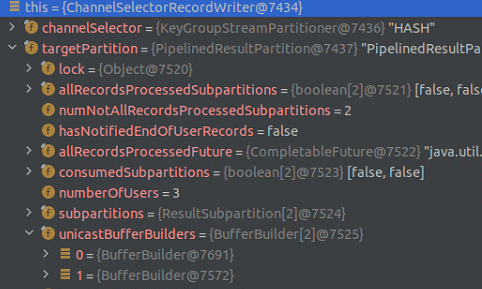 this = {ChannelSelectorRecordWriter@7434}
channelSelector = {KeyGroupStreamPartitioner@7436} "HASH"
targetPartition = {PipelinedResultPartition@7437} "PipelinedResultPa
lock = {Object@7520}
allRecordsProcessedSubpartitions = {boolean[2]@7521} [false, false
numNotAllRecordsProcessedSubpartitions = 2
hasNotifiedEndOfUserRecords = false
allRecordsProcessedFuture = {CompletableFuture@7522} "java.util.
consumedSubpartitions = {boolean[2]@7523} [false, false]
numberOfUsers = 3
subpartitions = {ResultSubpartition[2]@7524}
unicastBufferBuilders = {BufferBuilder[2]@7525}
0 = {BufferBuilder@7691}
1 = {BufferBuilder@7572}